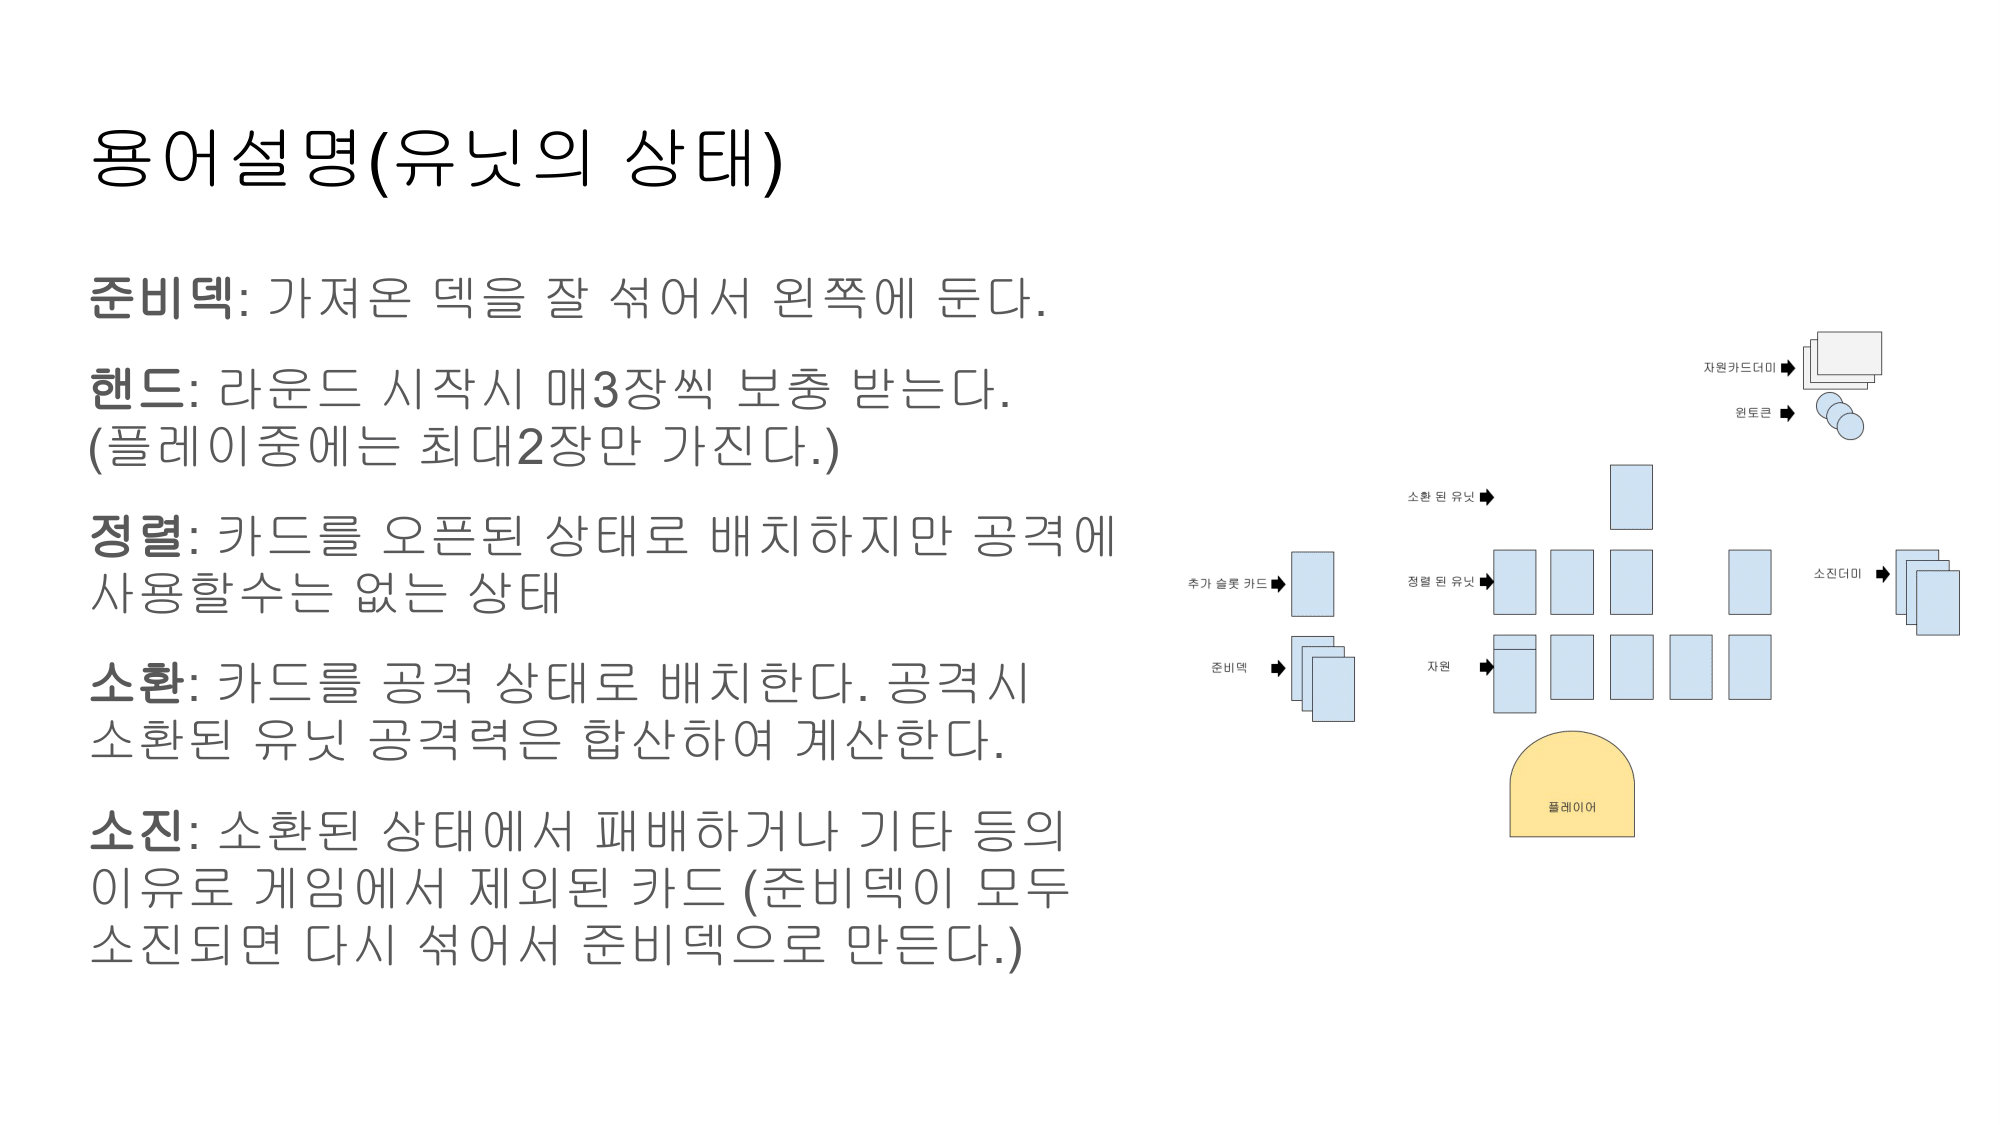 용어설명(유닛의 상태)
준비덱: 가져온 덱을 잘 섞어서 왼쪽에 둔다.
핸드: 라운드 시작시 매3장씩 보충 받는다.
(플레이중에는 최대2장만 가진다.)
정렬: 카드를 오픈된 상태로 배치하지만 공격에
사용할수는 없는 상태
소환: 카드를 공격 상태로 배치한다. 공격시
소환된 유닛 공격력은 합산하여 계산한다.
소진: 소환된 상태에서 패배하거나 기타 등의
이유로 게임에서 제외된 카드 (준비덱이 모두
소진되면 다시 섞어서 준비덱으로 만든다.)
자원카드더미
윈토큰
소환 된 유닛
추가 슬롯 카드
정렬 된 유닛
소진더미
준비덱
자원
플레이어